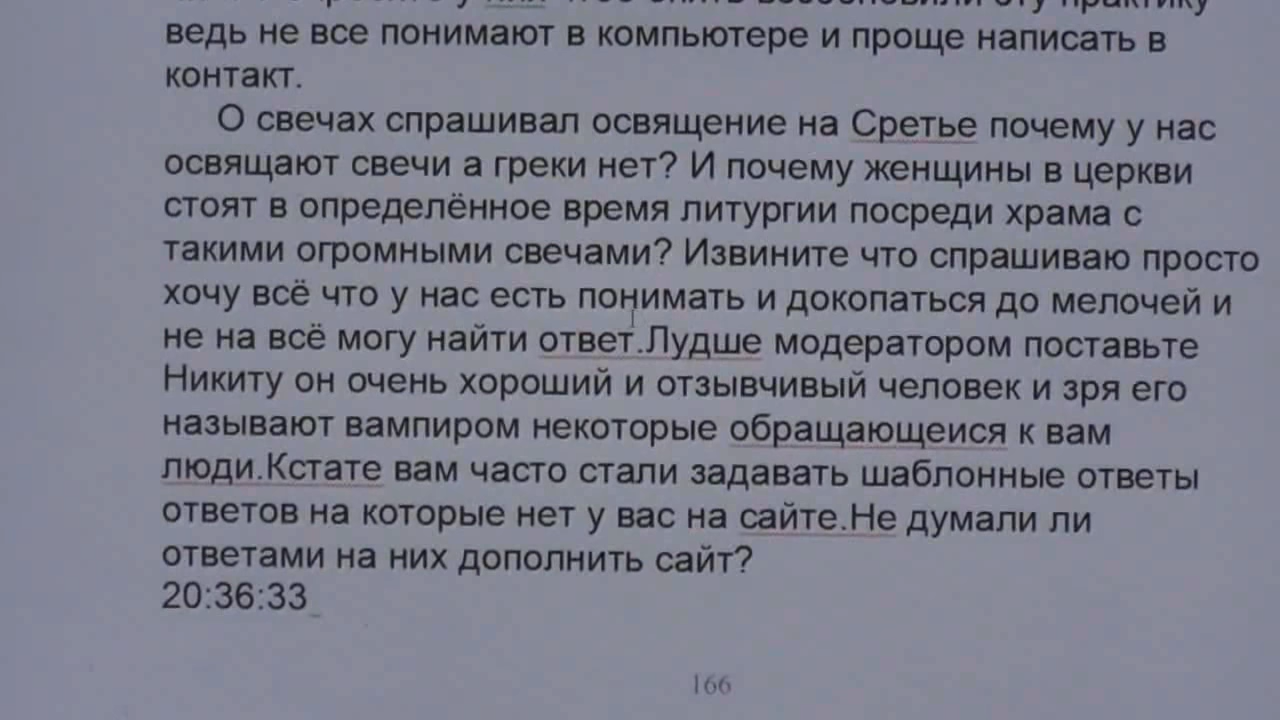 эту практику
ведь не все понимают в компьютере и проще написать в
контакт.
О свечах спрашивал освящение на Сретье почему у нас
освящают свечи а греки нет? И почему женщины в церкви
стоят в определённое время литургии посреди храма с
такими огромными свечами? Извините что спрашиваю просто
хочу всё что у нас есть понимать и докопаться до мелочей и
не на всё могу найти ответ.Лудше модератором поставьте
Никиту он очень хороший и отзывчивый человек и зря его
называют вампиром некоторые обращающеися к вам
люди.Кстате вам часто стали задавать шаблонные ответы
ответов на которые нет у вас на сайте.Не думали ли
ответами на них дополнить сайт?
20:36:33
166